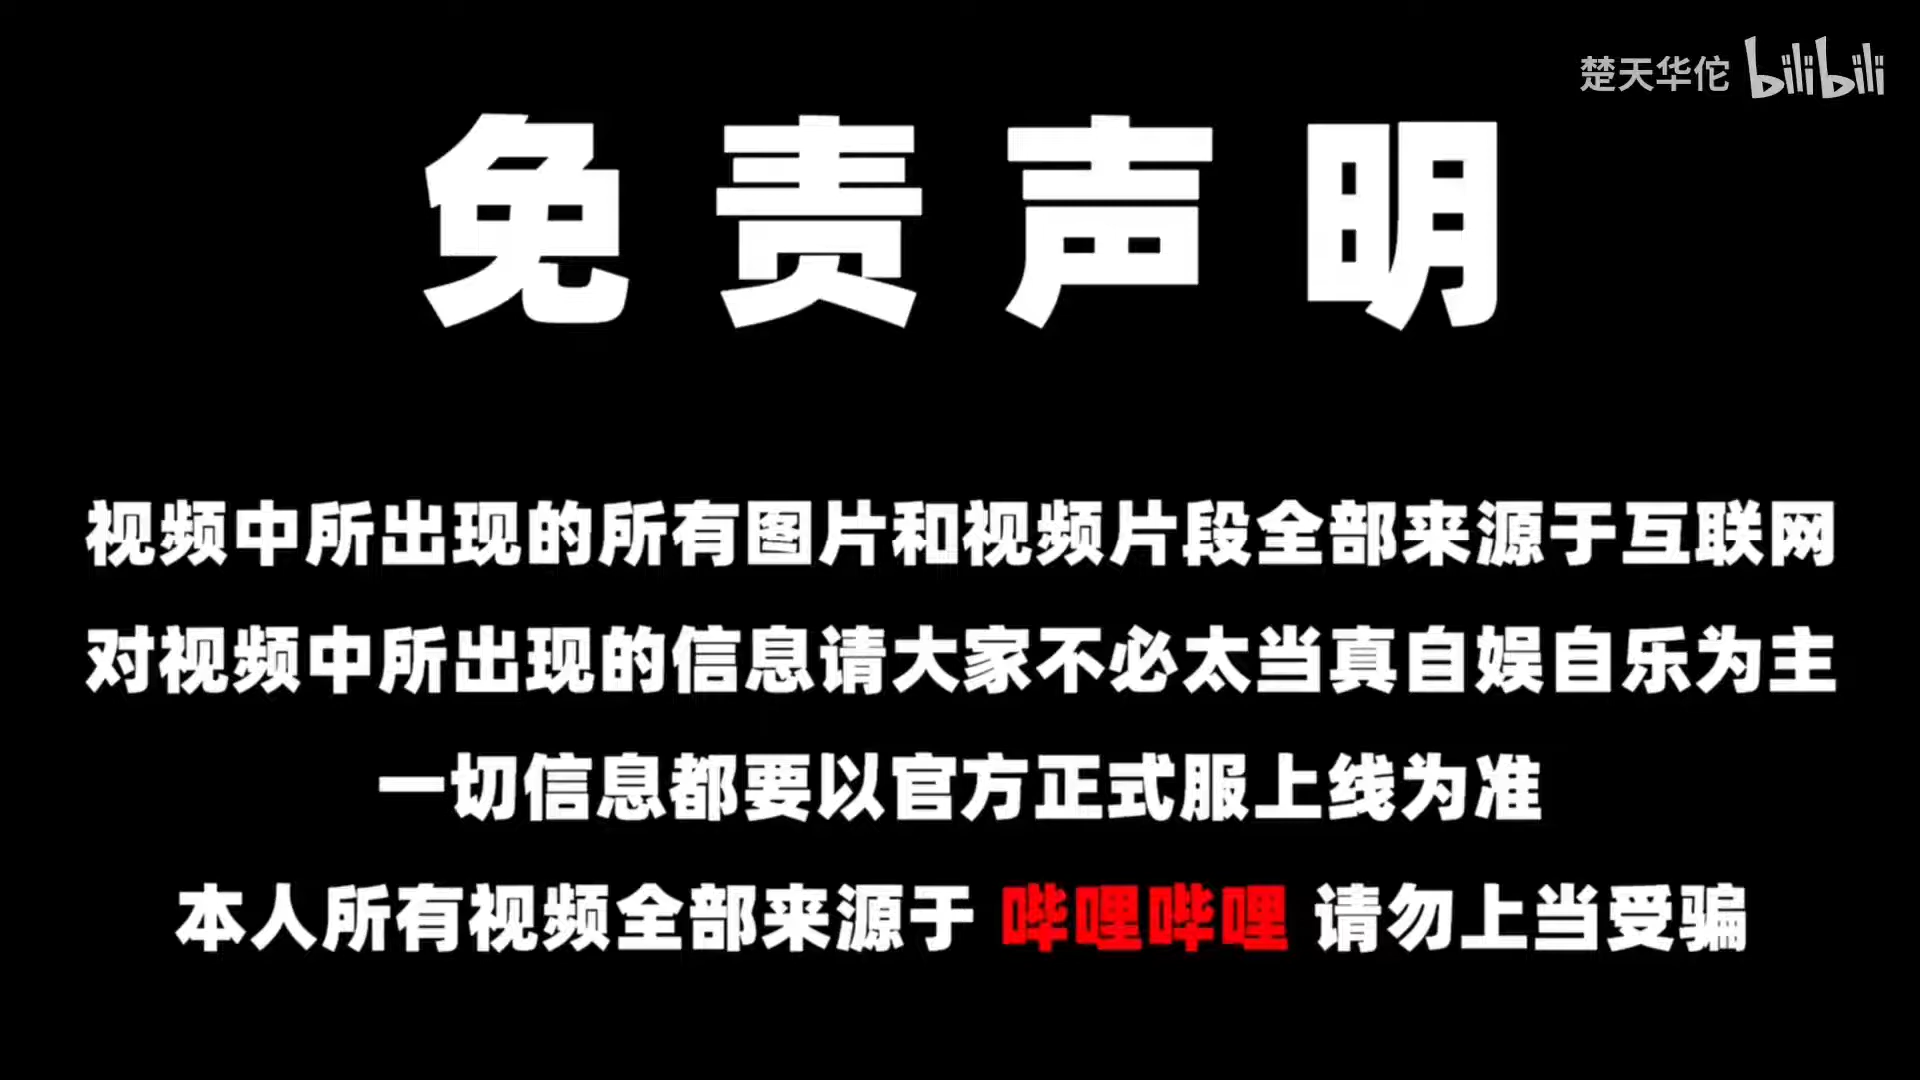 楚天华佗 bilibili
免责声明
视频中所出现的所有图片和视频片段全部来源于互联网
对视频中所出现的信息请大家不必太当真自娱自乐为主
一切信息都要以官方正式服上线为准
本人所有视频全部来源于 哔哩哔哩 请勿上当受骗